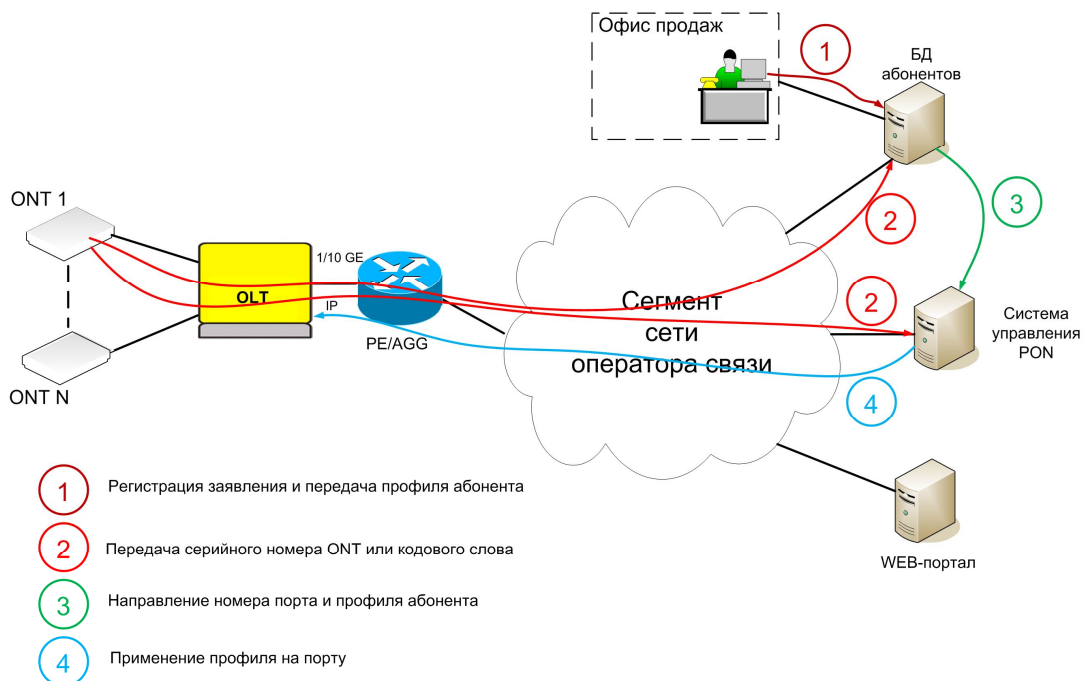 Офис продаж
1
БД
абонентов
2
3
ONT 1
1/10 GE
OLT
IP
PE/AGG
Сегмент
сети
оператора связи
2
Система
управления
PON
4
ONT N
WEB-портал
1 Регистрация заявления и передача профиля абонента
2 Передача серийного номера ONT или кодового слова
3 Направление номера порта и профиля абонента
4 Применение профиля на порту